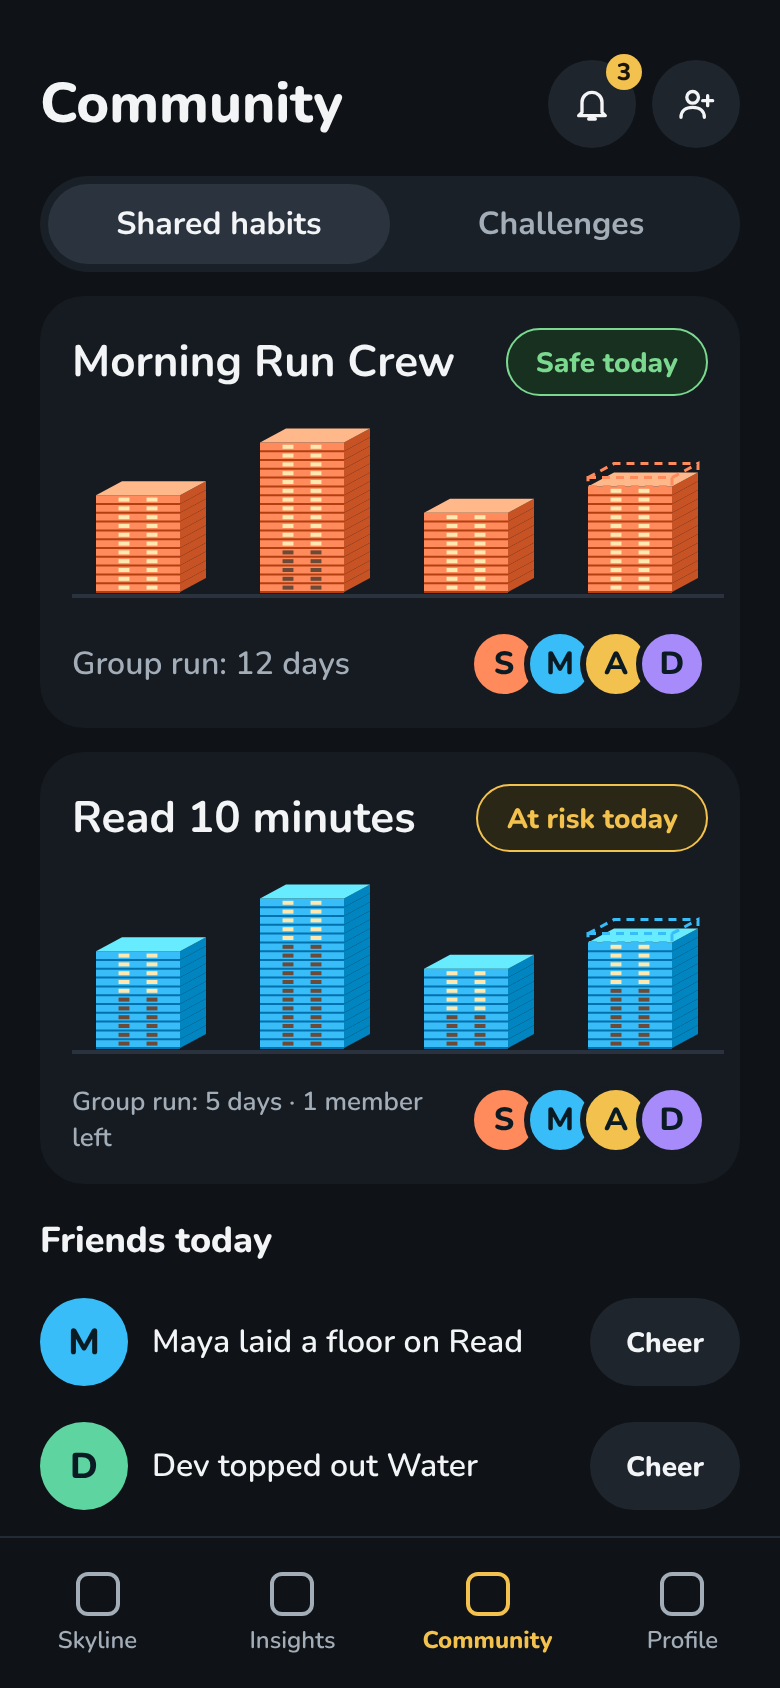 Community
3
Shared habits
Challenges
Morning Run Crew
Safe today
Group run: 12 days
S
M
A
D
Read 10 minutes
At risk today
Group run: 5 days · 1 member
left
S
M
A
D
Friends today
M
Maya laid a floor on Read
Cheer
D
Dev topped out Water
Cheer
Skyline
Insights
Community
Profile